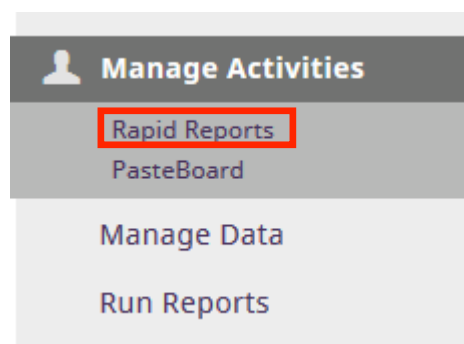 Manage Activities
Rapid Reports
PasteBoard
Manage Data
Run Reports